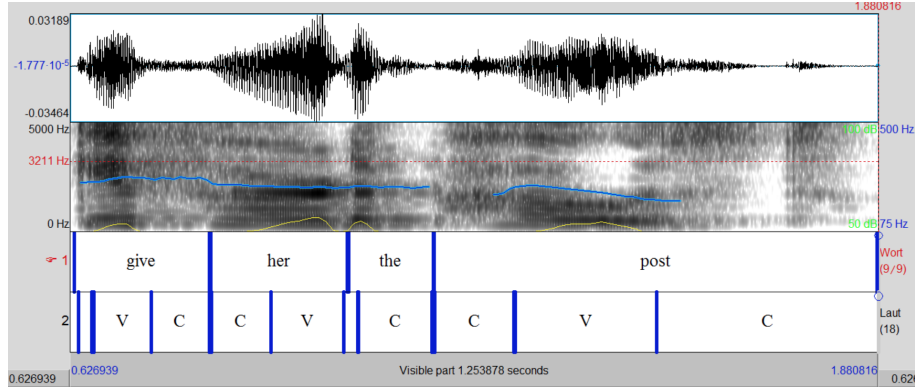 1.880816
0.03189
-1.777·10⁻⁵
-0.03464
5000 Hz 100 dB 500 Hz
3211 Hz
0 Hz 50 dB 75 Hz
☞ 1 give her the post Wort
(9/9)
2 V C C V C C V C Laut
(18)
0.626939 Visible part 1.253878 seconds 1.880816
0.626939